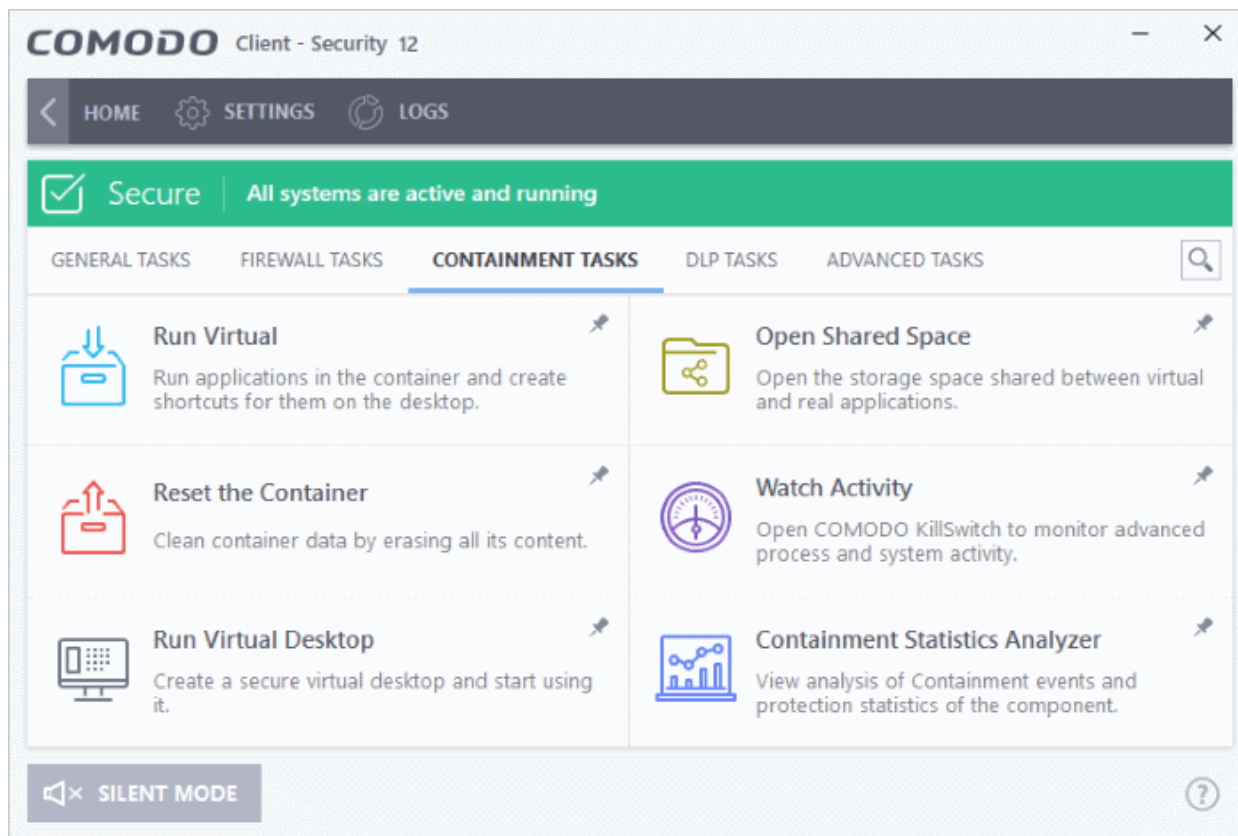 COMODO Client - Security 12
HOME SETTINGS LOGS
Secure All systems are active and running
GENERAL TASKS FIREWALL TASKS CONTAINMENT TASKS DLP TASKS ADVANCED TASKS
Run Virtual
Run applications in the container and create
shortcuts for them on the desktop.
Open Shared Space
Open the storage space shared between virtual
and real applications.
Reset the Container
Clean container data by erasing all its content.
Watch Activity
Open COMODO KillSwitch to monitor advanced
process and system activity.
Run Virtual Desktop
Create a secure virtual desktop and start using
it.
Containment Statistics Analyzer
View analysis of Containment events and
protection statistics of the component.
SILENT MODE
?